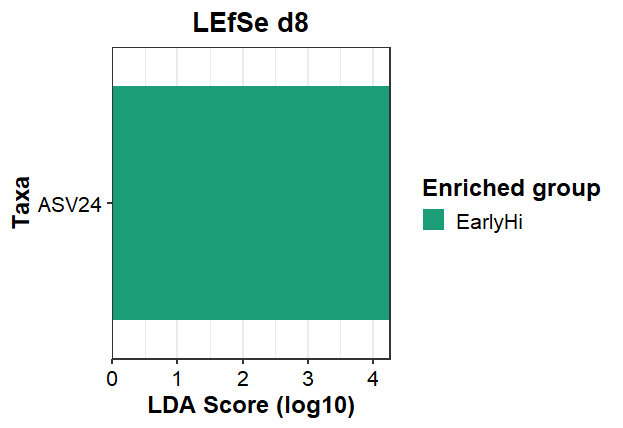 LEfSe d8
Taxa
ASV24
0 1 2 3 4
LDA Score (log10)
Enriched group
EarlyHi